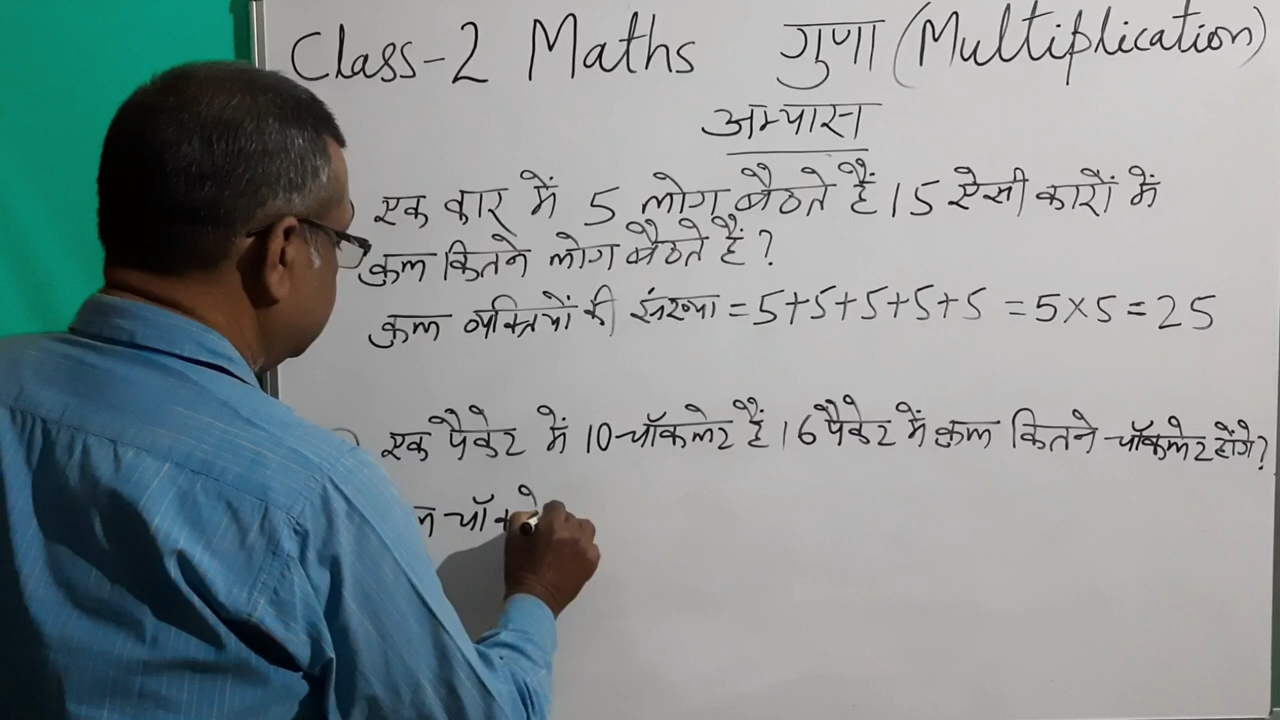 Class-2 Maths गुणा (Multiplication)
अभ्यास
एक कार में 5 लोग बैठते हैं। 5 ऐसी कारों में
कुल कितने लोग बैठते हैं?
कुल व्यक्तियों की संख्या = 5+5+5+5+5 = 5×5 = 25
एक पैकेट में 10 चॉकलेट हैं। 6 पैकेट में कुल कितने चॉकलेट होंगे?